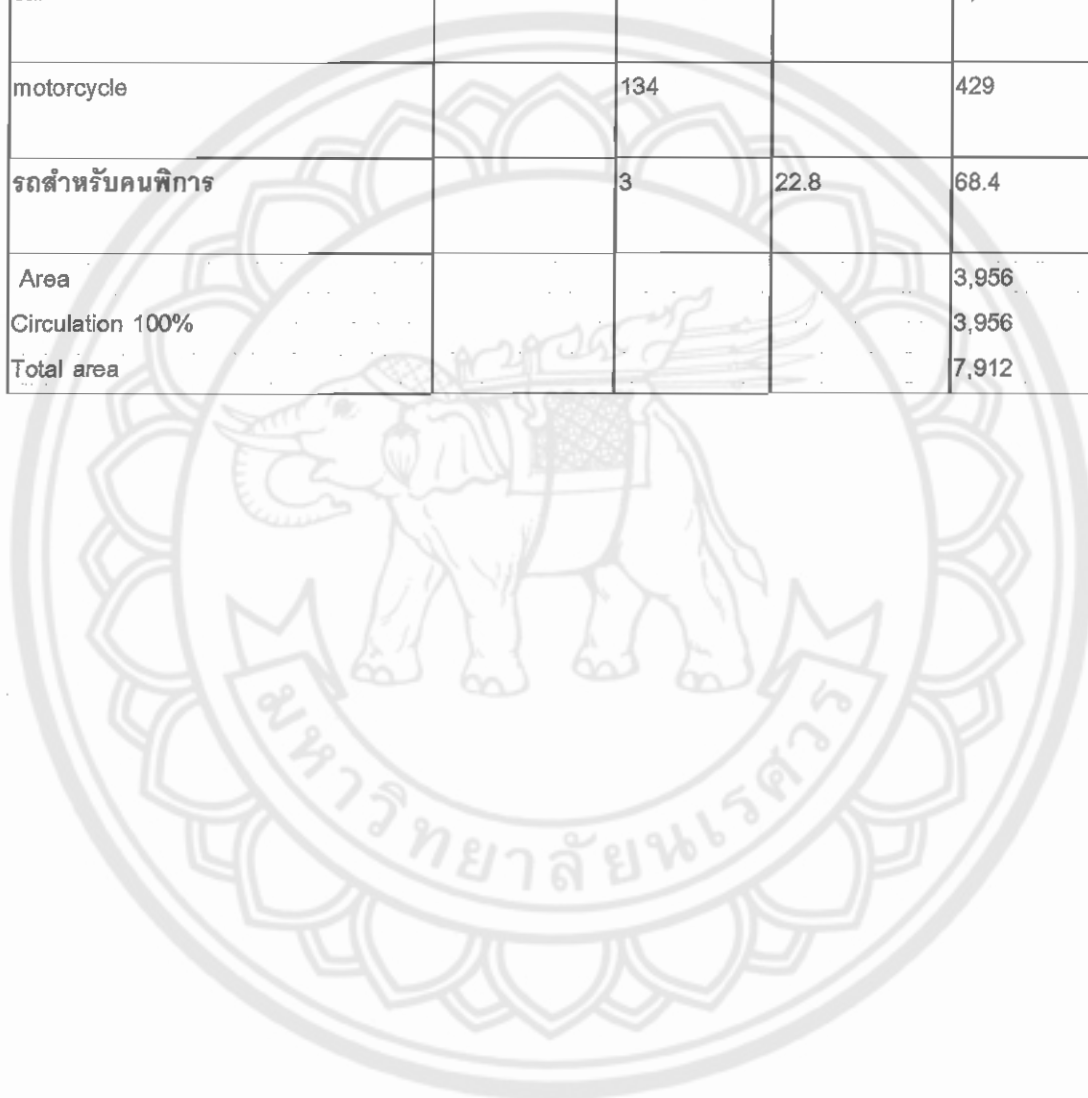 motorcycle 134 429
รถสำหรับคนพิการ 3 22.8 68.4
Area 3,956
Circulation 100% 3,956
Total area 7,912
มหาวิทยาลัยนเรศวร